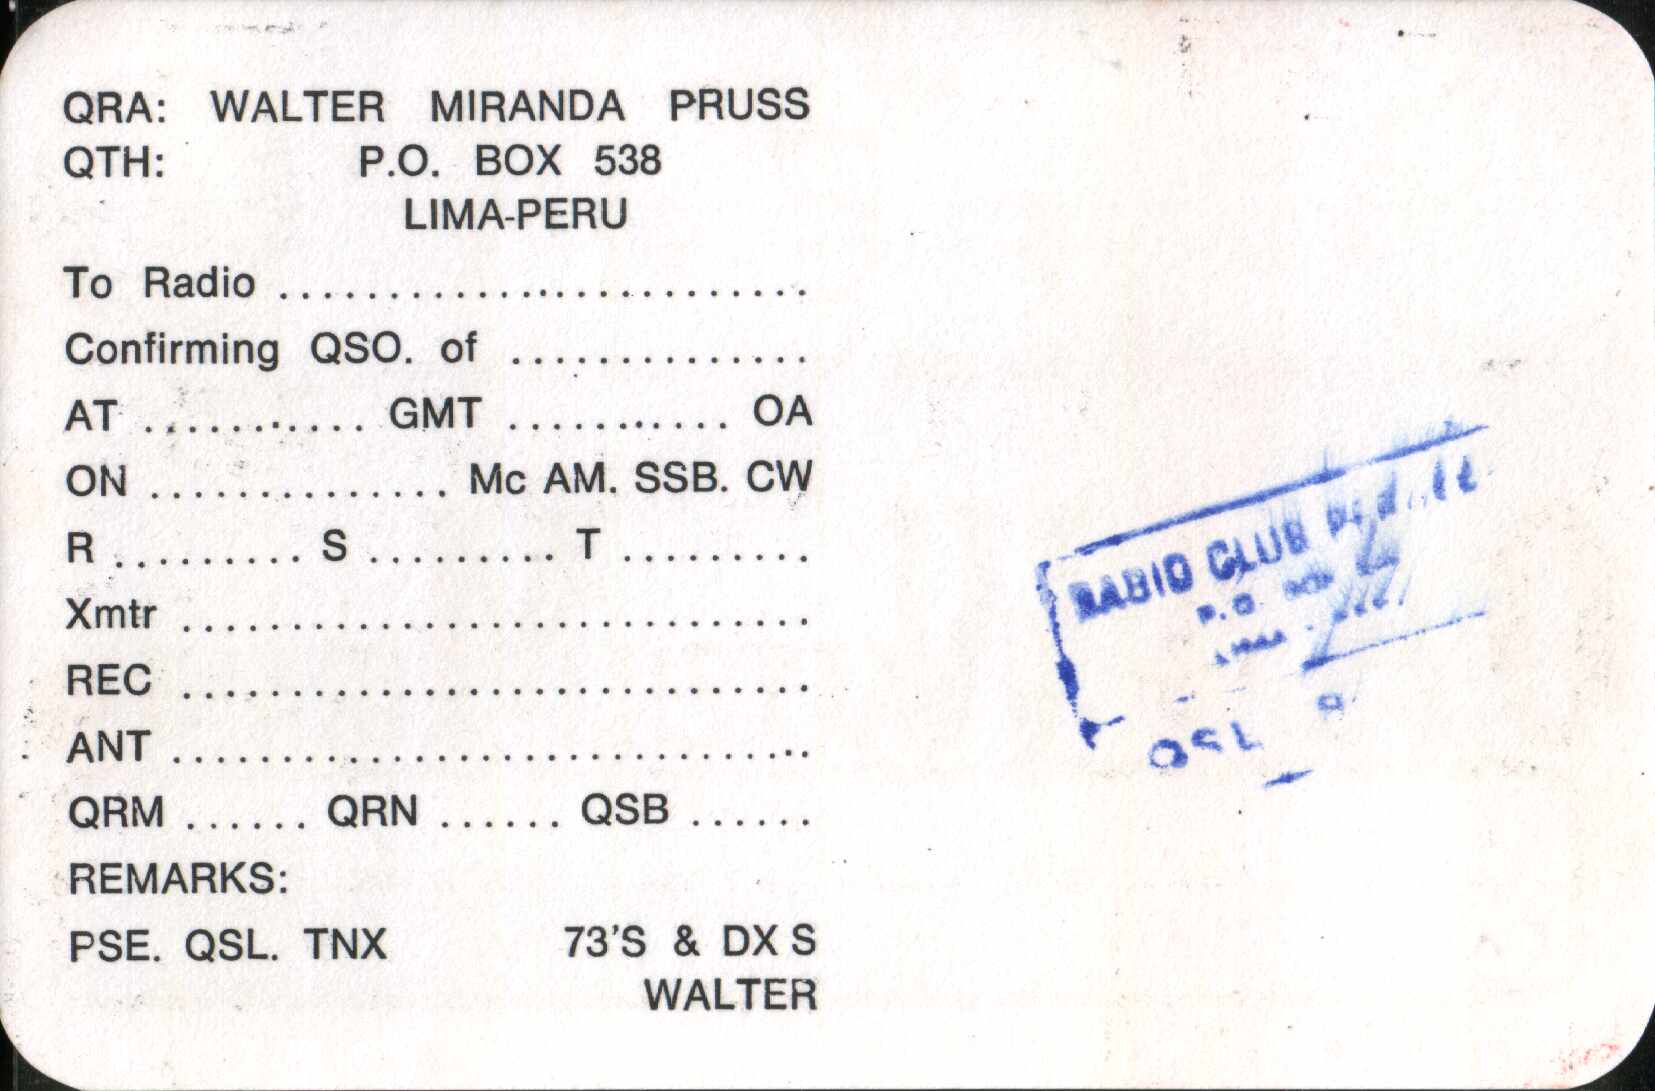 QRA: WALTER MIRANDA PRUSS
QTH: P.O. BOX 538
LIMA-PERU
To Radio ........................
Confirming QSO. of ..............
AT ........... GMT ........... OA
ON .............. Mc AM. SSB. CW
R ......... S ......... T .........
Xmtr .............................
REC .............................
ANT ..............................
QRM ...... QRN ...... QSB ......
REMARKS:
PSE. QSL. TNX 73'S & DX S
WALTER
RADIO CLUB
P.O. BOX
QSL